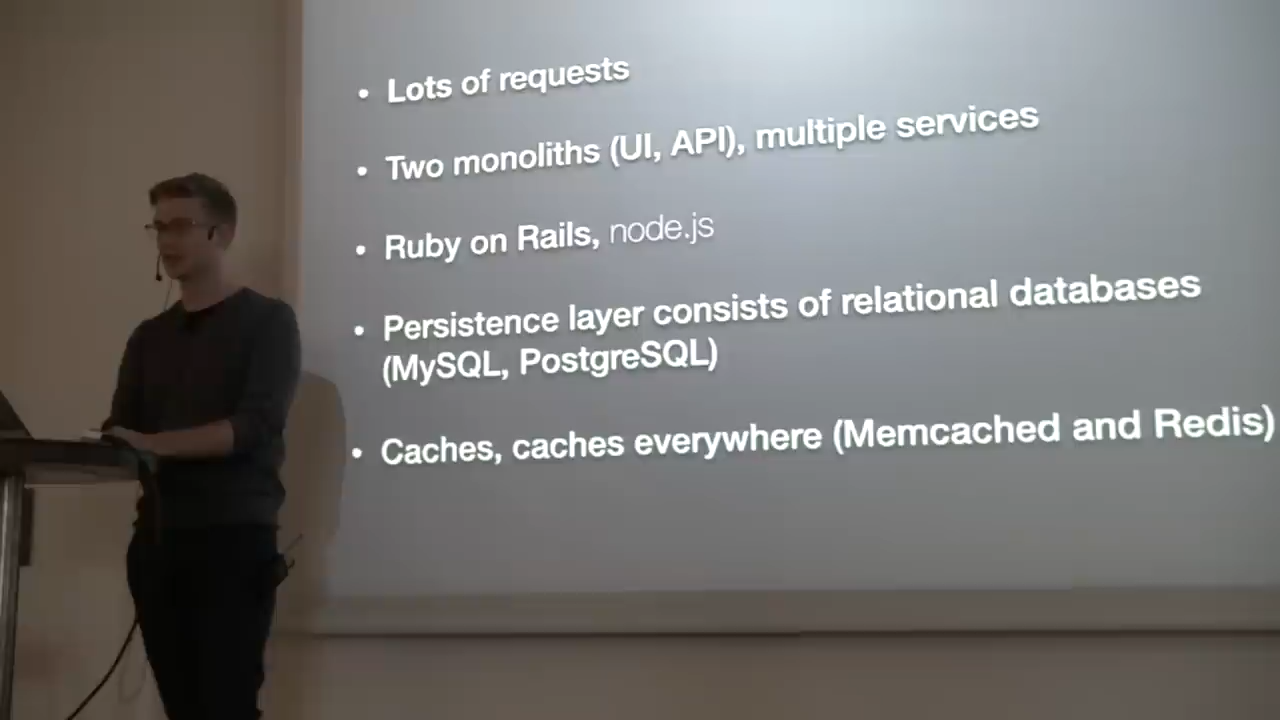 • Lots of requests
• Two monoliths (UI, API), multiple services
• Ruby on Rails, node.js
• Persistence layer consists of relational databases
(MySQL, PostgreSQL)
• Caches, caches everywhere (Memcached and Redis)